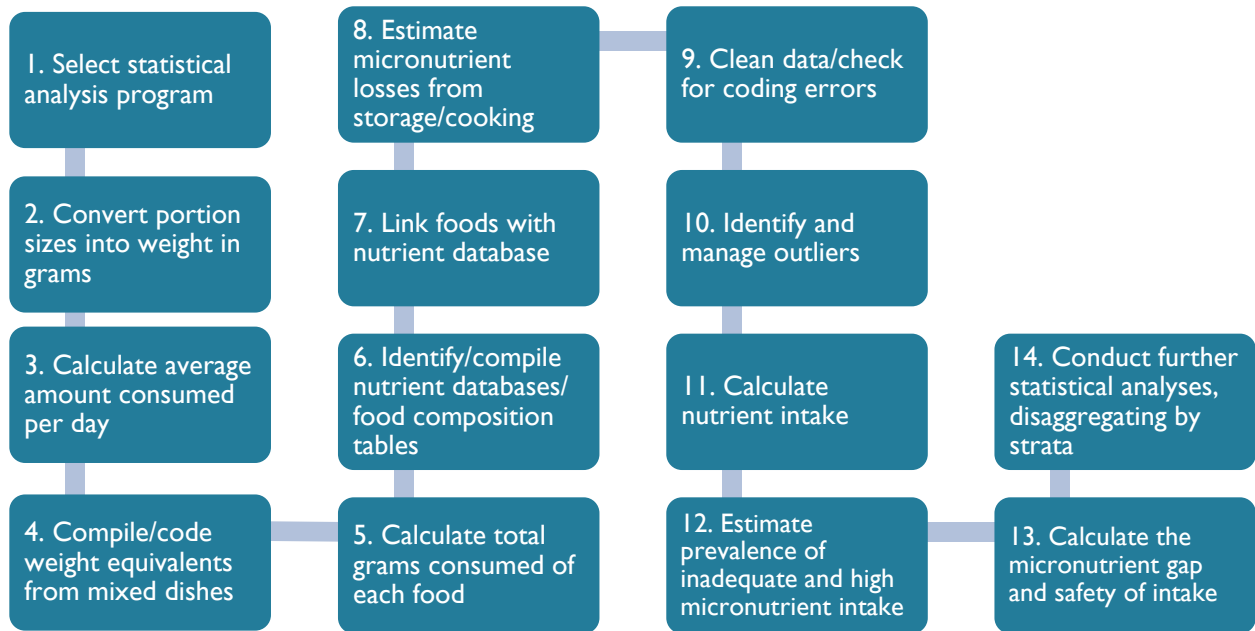 1. Select statistical
analysis program
2. Convert portion
sizes into weight in
grams
3. Calculate average
amount consumed
per day
4. Compile/code
weight equivalents
from mixed dishes
5. Calculate total
grams consumed of
each food
6. Identify/compile
nutrient databases/
food composition
tables
7. Link foods with
nutrient database
8. Estimate
micronutrient
losses from
storage/cooking
9. Clean data/check
for coding errors
10. Identify and
manage outliers
11. Calculate
nutrient intake
12. Estimate
prevalence of
inadequate and high
micronutrient intake
13. Calculate the
micronutrient gap
and safety of intake
14. Conduct further
statistical analyses,
disaggregating by
strata